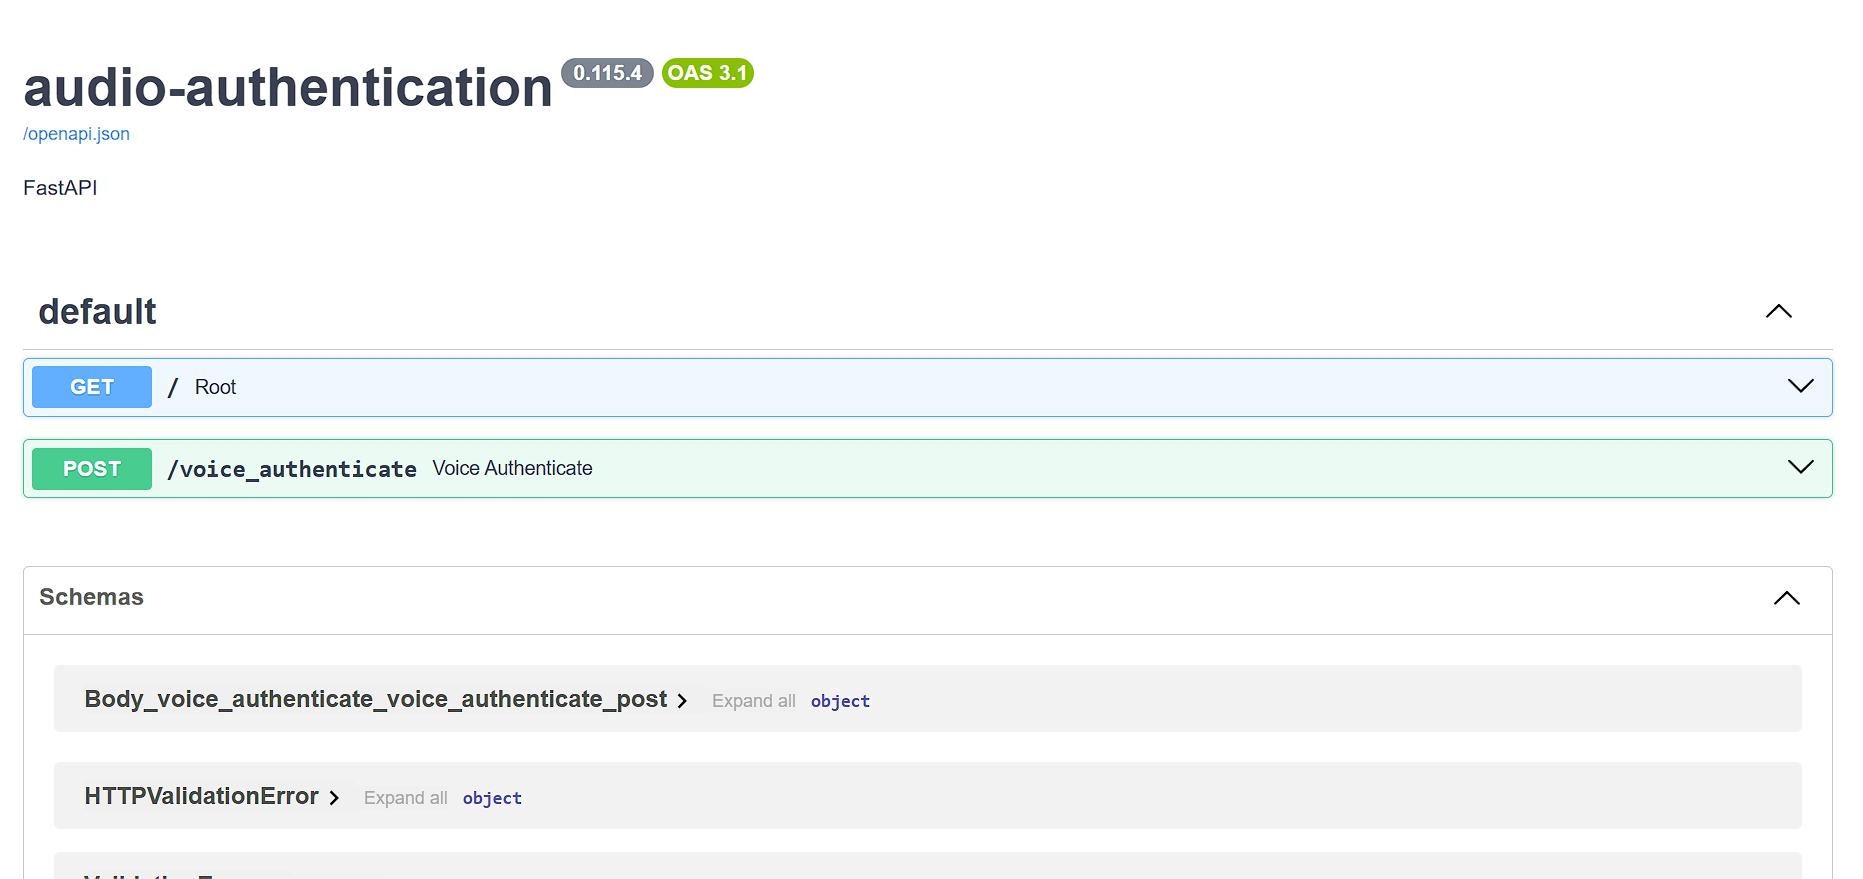 audio-authentication 0.115.4 OAS 3.1
/openapi.json
FastAPI
default
GET / Root
POST /voice_authenticate Voice Authenticate
Schemas
Body_voice_authenticate_voice_authenticate_post Expand all object
HTTPValidationError Expand all object